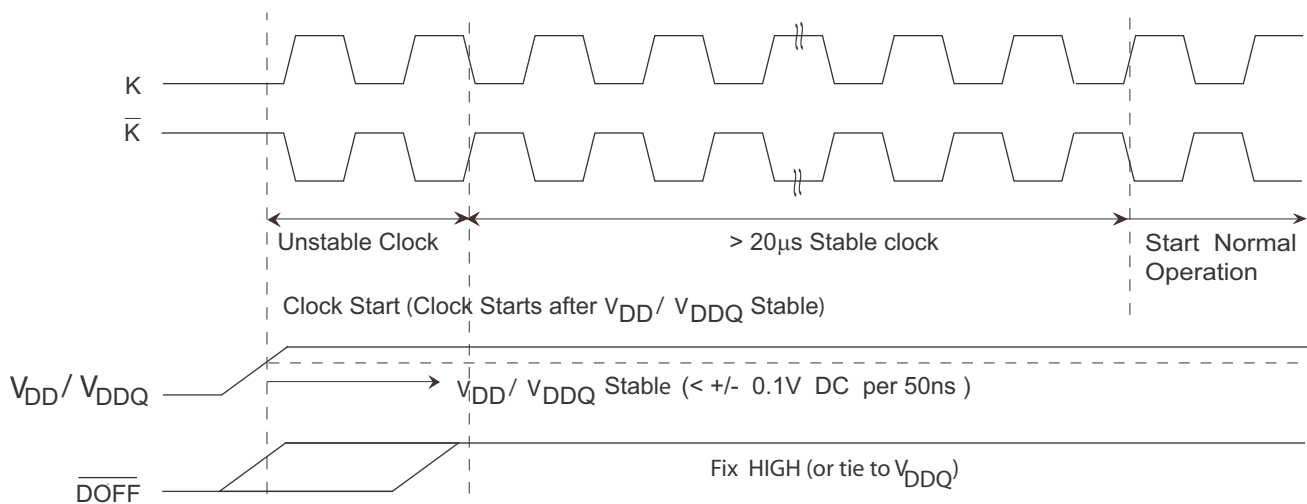 K
K̅
Unstable Clock
> 20μs Stable clock
Start Normal
Operation
Clock Start (Clock Starts after VDD / VDDQ Stable)
VDD / VDDQ
VDD / VDDQ Stable (< +/- 0.1V DC per 50ns )
D̅O̅F̅F̅
Fix HIGH (or tie to VDDQ)